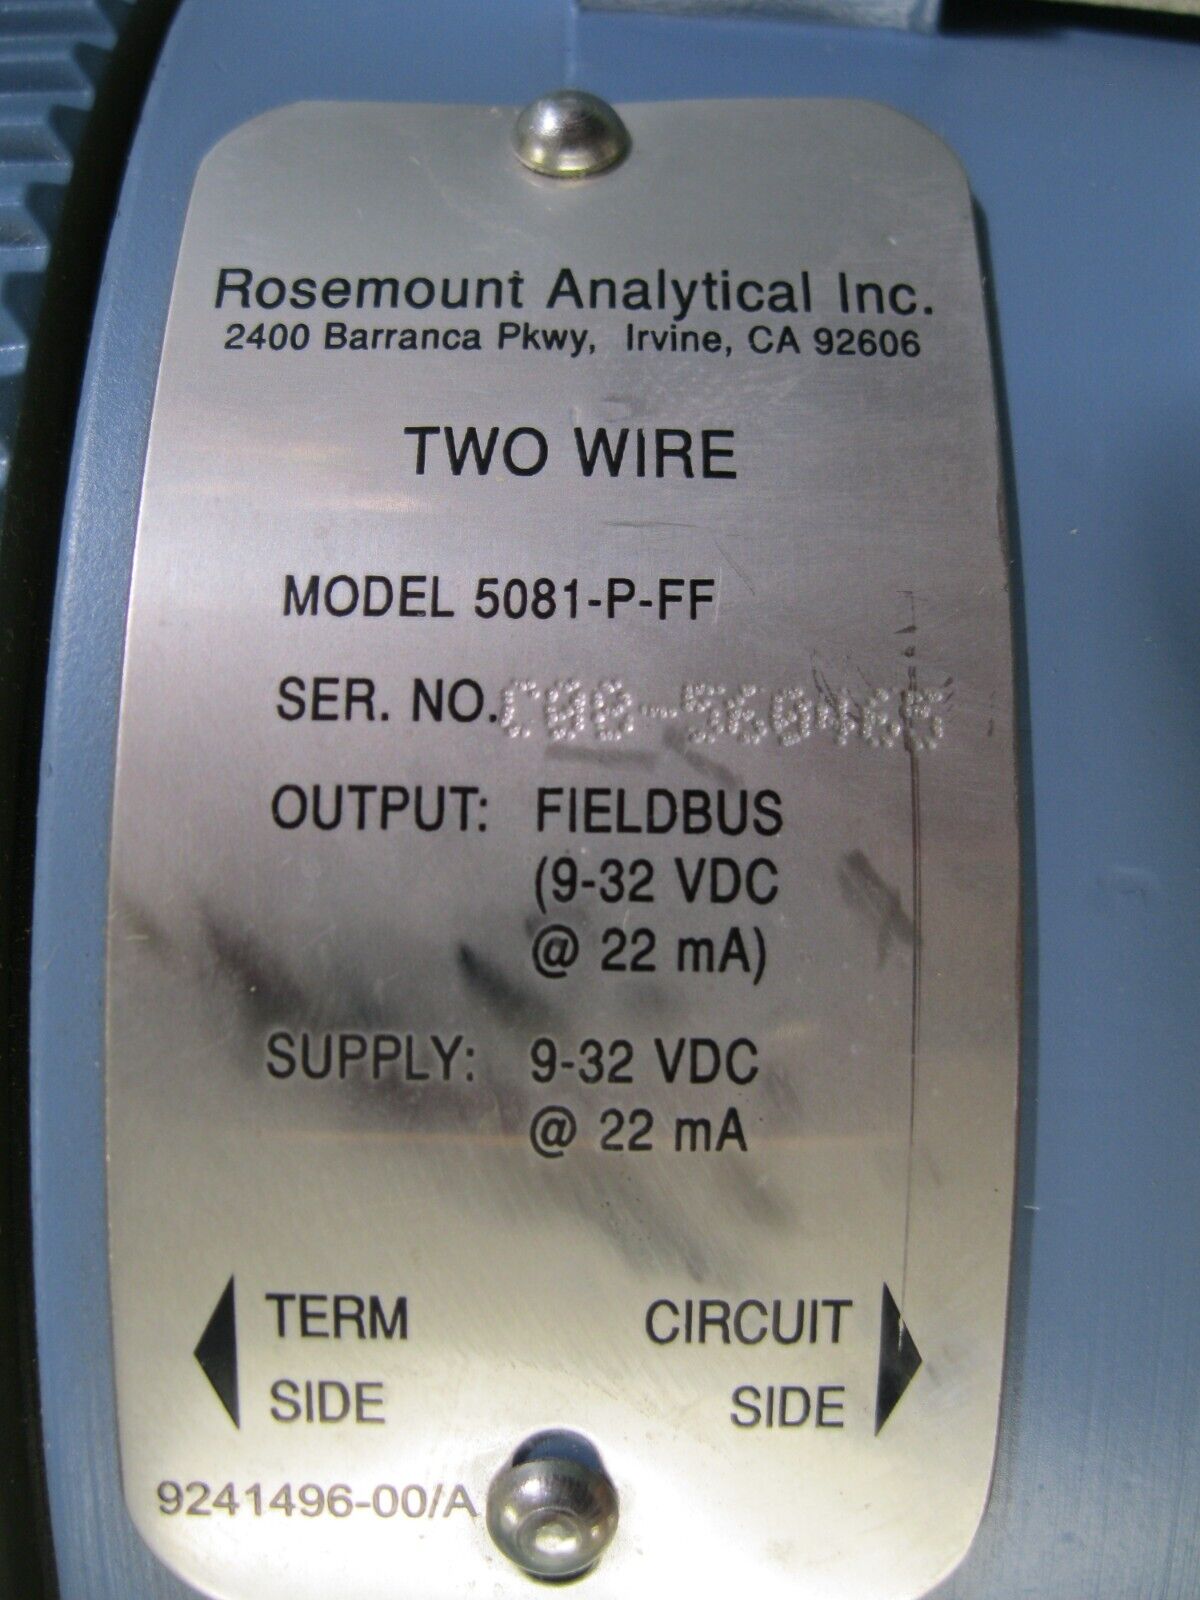 Rosemount Analytical Inc.
2400 Barranca Pkwy, Irvine, CA 92606
TWO WIRE
MODEL 5081-P-FF
SER. NO.
OUTPUT: FIELDBUS
(9-32 VDC
@ 22 mA)
SUPPLY: 9-32 VDC
@ 22 mA
TERM
SIDE
CIRCUIT
SIDE
9241496-00/A